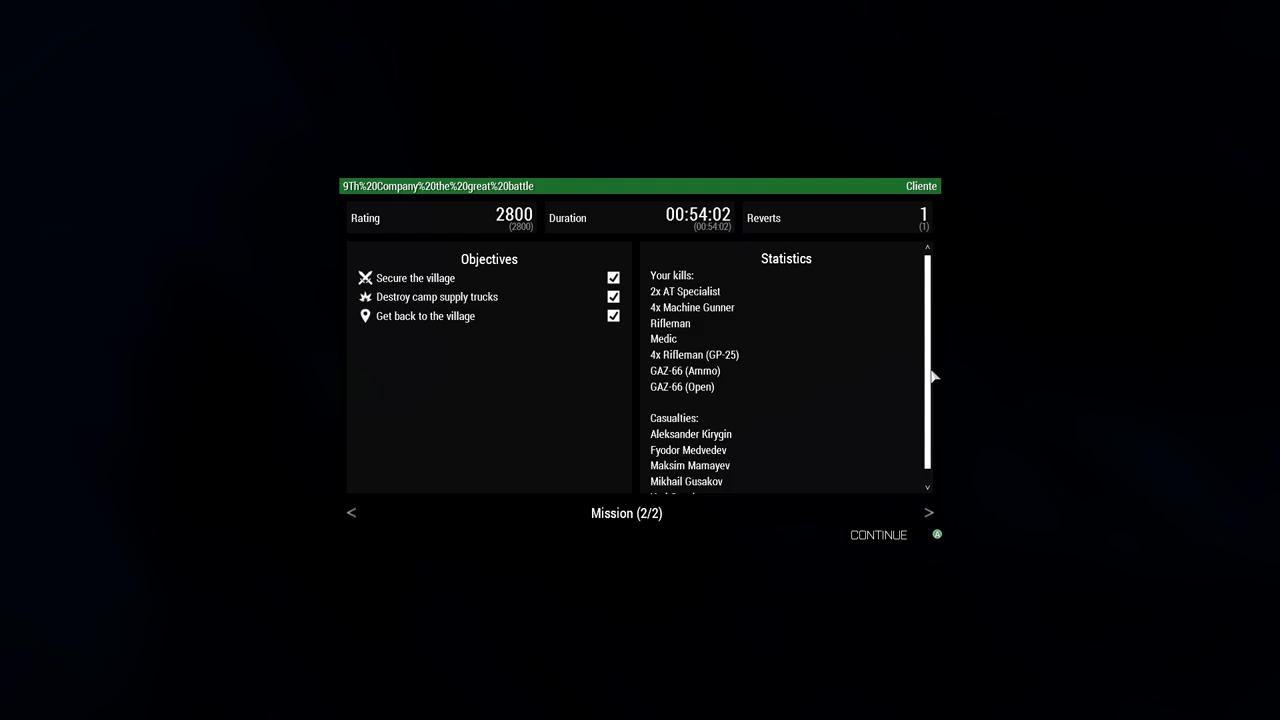 9Th%20Company%20the%20great%20battle
Cliente
Rating
2800
(2800)
Duration
00:54:02
(00:54:02)
Reverts
1
(1)
Objectives
Secure the village
Destroy camp supply trucks
Get back to the village
Statistics
Your kills:
2x AT Specialist
4x Machine Gunner
Rifleman
Medic
4x Rifleman (GP-25)
GAZ-66 (Ammo)
GAZ-66 (Open)
Casualties:
Aleksander Kirygin
Fyodor Medvedev
Maksim Mamayev
Mikhail Gusakov
<
Mission (2/2)
>
CONTINUE
A